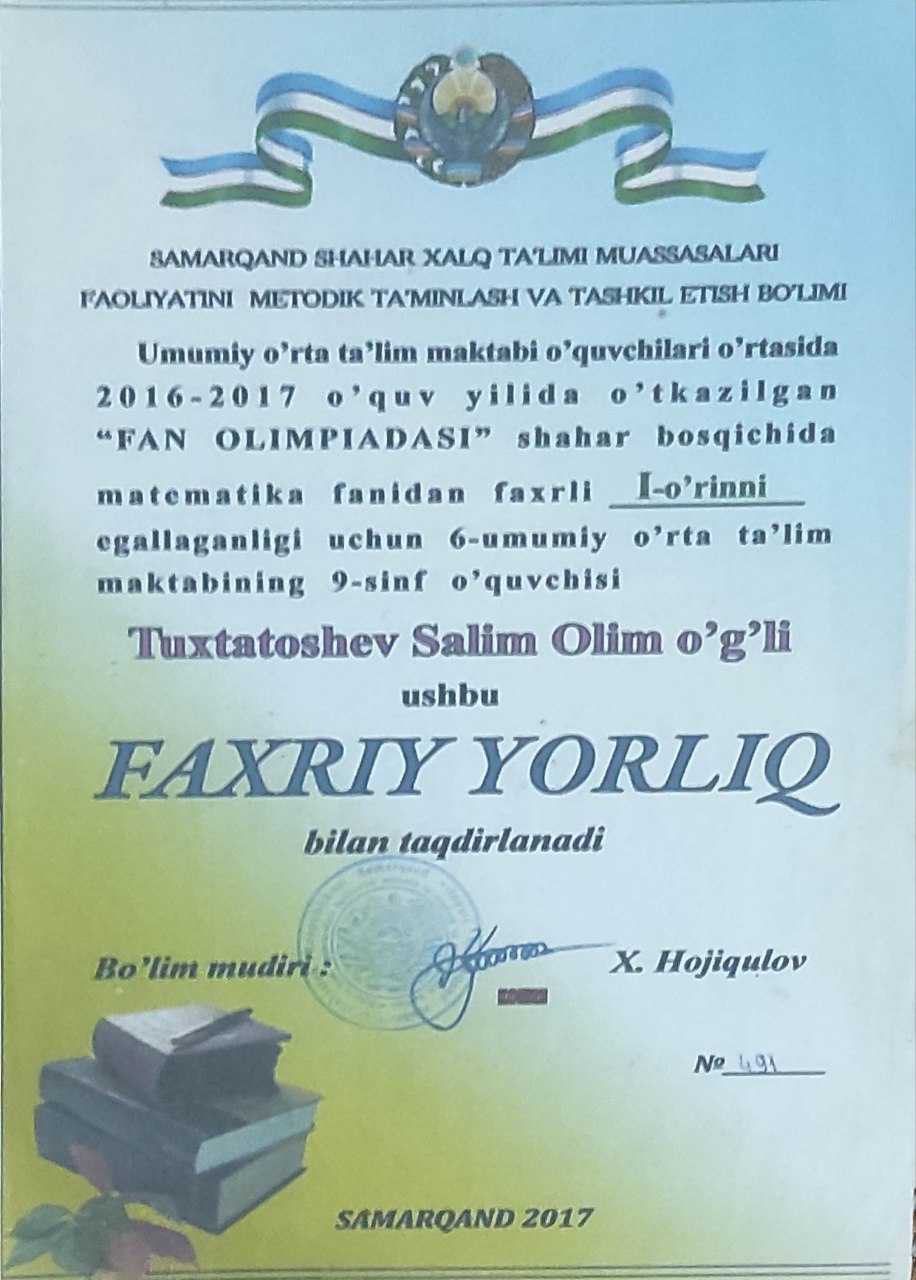 SAMARQAND SHAHAR XALQ TA'LIMI MUASSASALARI
FAOLIYATINI METODIK TA'MINLASH VA TASHKIL ETISH BO'LIMI
Umumiy o'rta ta'lim maktabi o'quvchilari o'rtasida
2016-2017 o'quv yilida o'tkazilgan
“FAN OLIMPIADASI” shahar bosqichida
matematika fanidan faxrli I-o'rinni
egallaganligi uchun 6-umumiy o'rta ta'lim
maktabining 9-sinf o'quvchisi
Tuxtatoshev Salim Olim o'g'li
ushbu
FAXRIY YORLIQ
bilan taqdirlanadi
Bo'lim mudiri : X. Hojiqulov
№ 491
SAMARQAND 2017